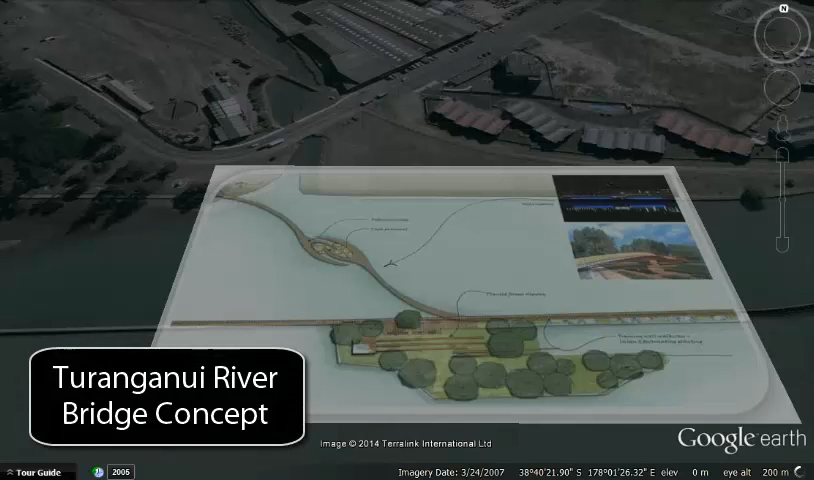 N
Turanganui River
Bridge Concept
Image © 2014 Terralink International Ltd
Google earth
Tour Guide
2005
Imagery Date: 3/24/2007 38°40'21.90" S 178°01'26.32" E elev 0 m eye alt 200 m